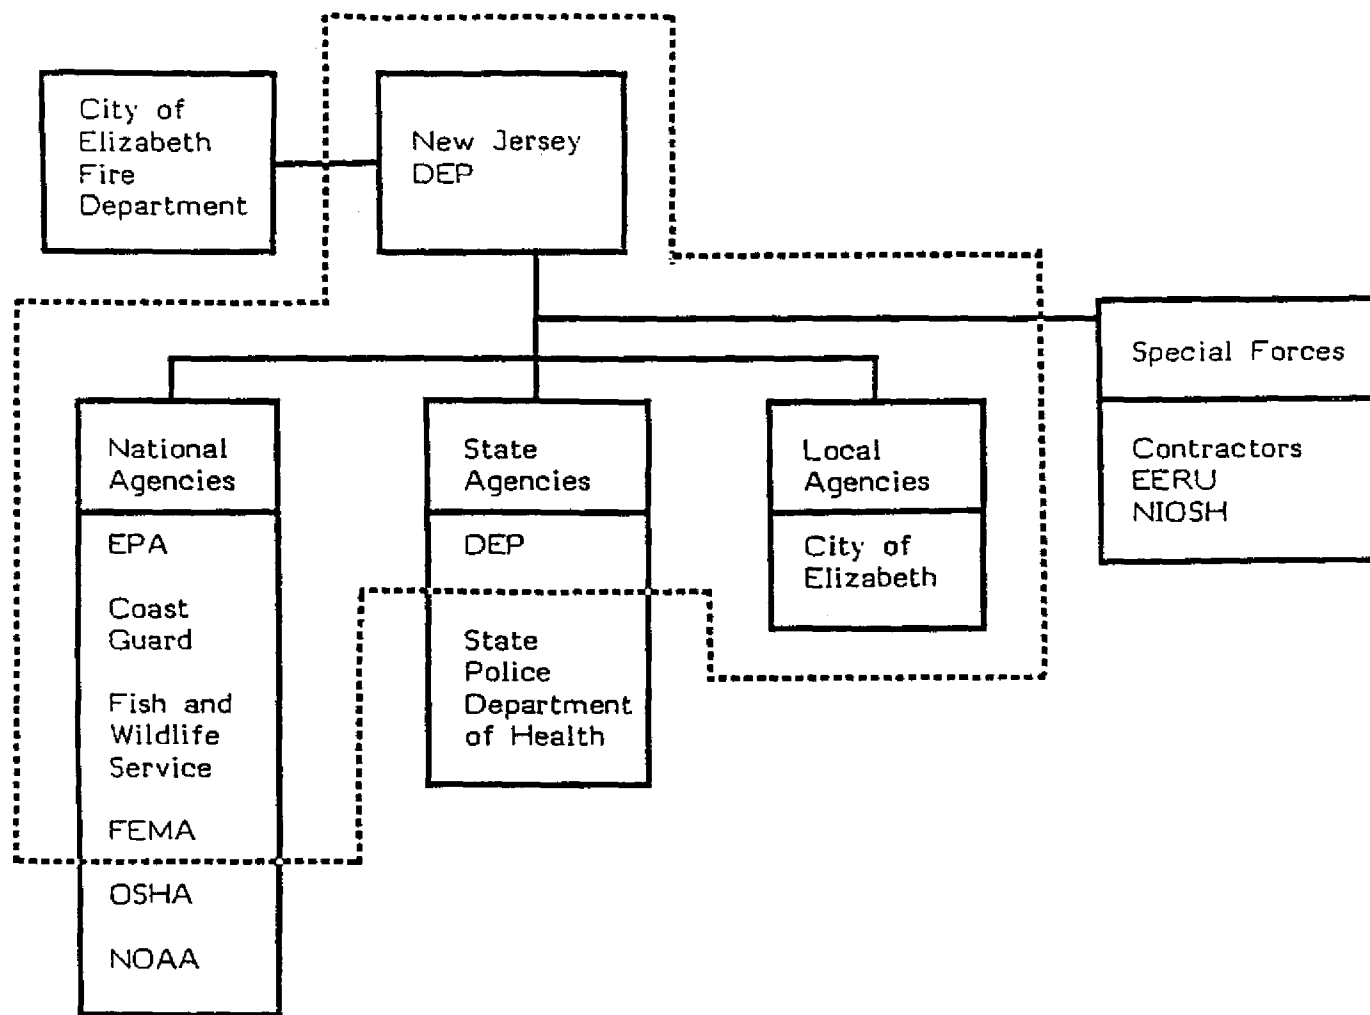 City of
Elizabeth
Fire
Department
New Jersey
DEP
Special Forces
Contractors
EERU
NIOSH
National
Agencies
EPA
Coast
Guard
Fish and
Wildlife
Service
FEMA
OSHA
NOAA
State
Agencies
DEP
State
Police
Department
of Health
Local
Agencies
City of
Elizabeth